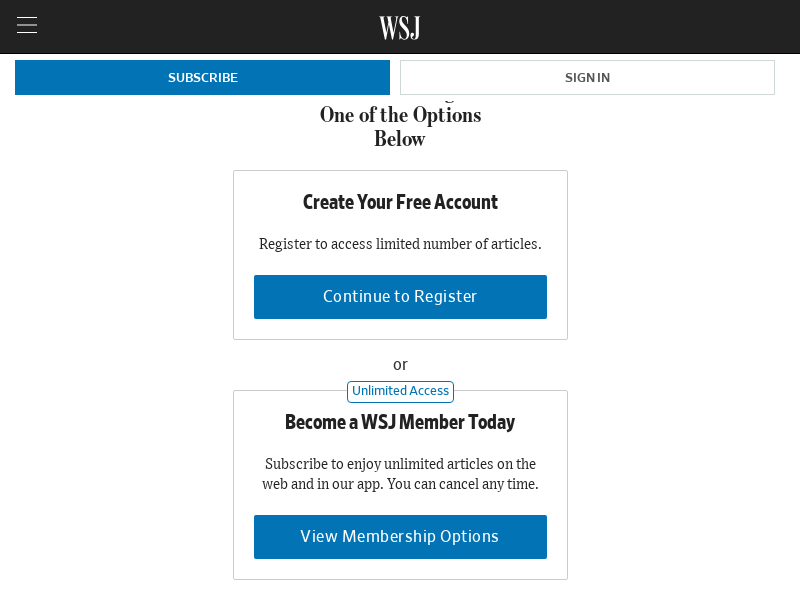 WSJ
SUBSCRIBE
SIGN IN
One of the Options
Below
Create Your Free Account
Register to access limited number of articles.
Continue to Register
or
Unlimited Access
Become a WSJ Member Today
Subscribe to enjoy unlimited articles on the
web and in our app. You can cancel any time.
View Membership Options